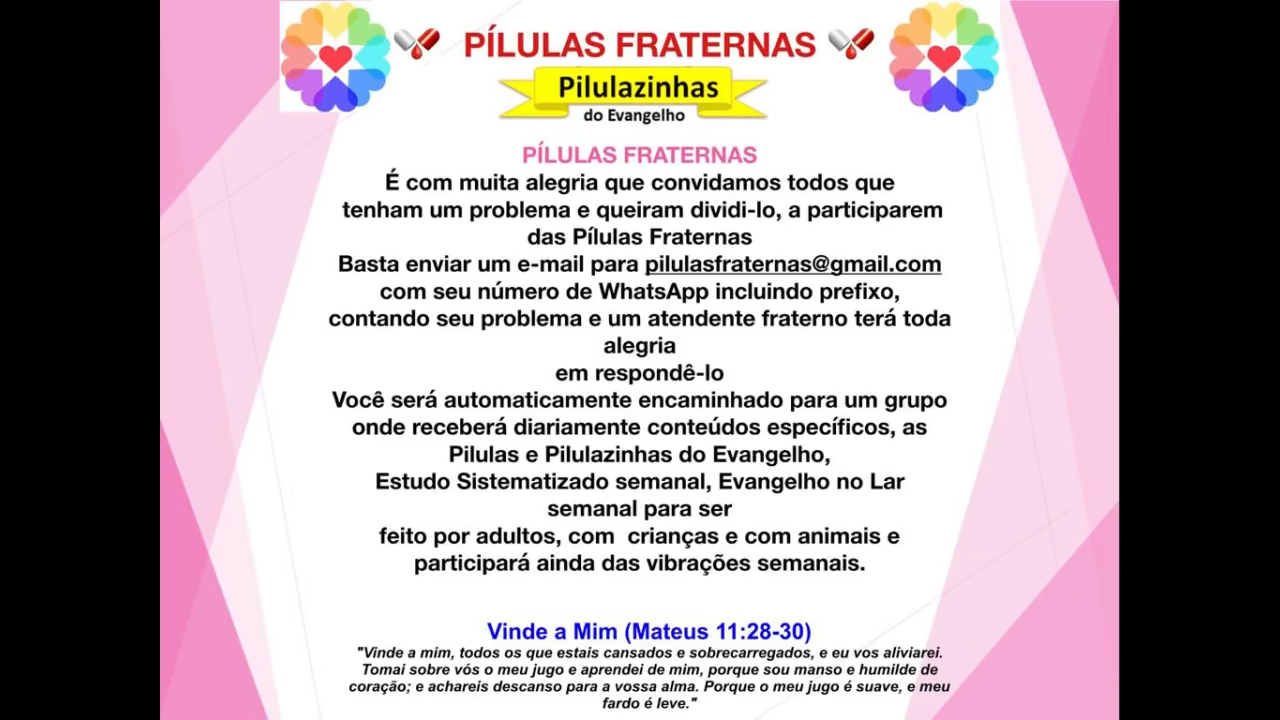 PÍLULAS FRATERNAS
Pilulazinhas
do Evangelho
PÍLULAS FRATERNAS
É com muita alegria que convidamos todos que
tenham um problema e queiram dividi-lo, a participarem
das Pílulas Fraternas
Basta enviar um e-mail para pilulasfraternas@gmail.com
com seu número de WhatsApp incluindo prefixo,
contando seu problema e um atendente fraterno terá toda
alegria
em respondê-lo
Você será automaticamente encaminhado para um grupo
onde receberá diariamente conteúdos específicos, as
Pilulas e Pilulazinhas do Evangelho,
Estudo Sistematizado semanal, Evangelho no Lar
semanal para ser
feito por adultos, com  crianças e com animais e
participará ainda das vibrações semanais.
Vinde a Mim (Mateus 11:28-30)
"Vinde a mim, todos os que estais cansados e sobrecarregados, e eu vos aliviarei.
Tomai sobre vós o meu jugo e aprendei de mim, porque sou manso e humilde de
coração; e achareis descanso para a vossa alma. Porque o meu jugo é suave, e meu
fardo é leve."